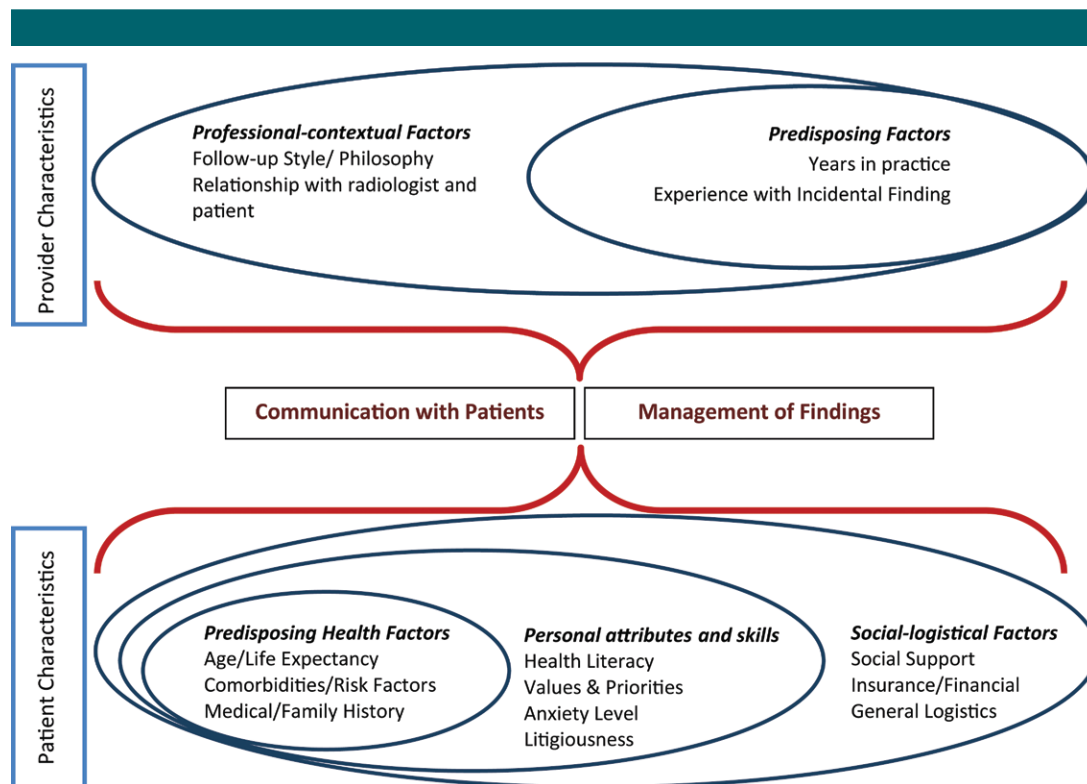 Provider Characteristics
Professional-contextual Factors
Follow-up Style/ Philosophy
Relationship with radiologist and
patient
Predisposing Factors
Years in practice
Experience with Incidental Finding
Communication with Patients
Management of Findings
Patient Characteristics
Predisposing Health Factors
Age/Life Expectancy
Comorbidities/Risk Factors
Medical/Family History
Personal attributes and skills
Health Literacy
Values & Priorities
Anxiety Level
Litigiousness
Social-logistical Factors
Social Support
Insurance/Financial
General Logistics